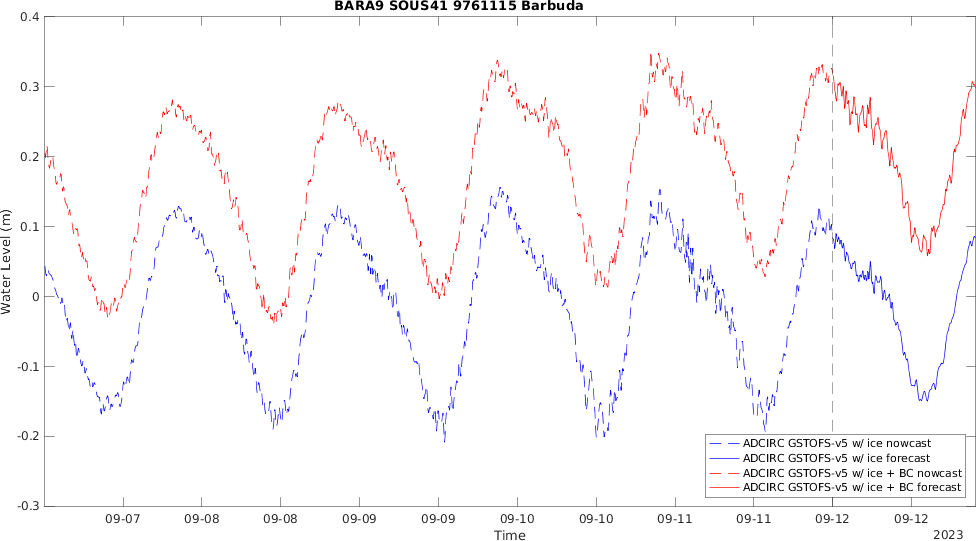 BARA9 SOUS41 9761115 Barbuda
0.4
0.3
0.2
0.1
0
-0.1
-0.2
-0.3
Water Level (m)
ADCIRC GSTOFS-v5 w/ ice nowcast
ADCIRC GSTOFS-v5 w/ ice forecast
ADCIRC GSTOFS-v5 w/ ice + BC nowcast
ADCIRC GSTOFS-v5 w/ ice + BC forecast
09-07 09-08 09-08 09-09 09-09 09-10 09-10 09-11 09-11 09-12 09-12
Time
2023